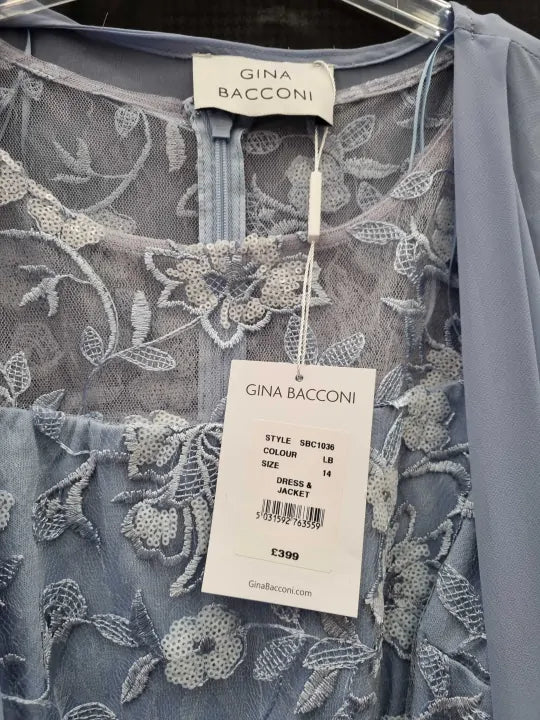 GINA
BACCONI
GINA BACCONI
STYLE SBC1036
COLOUR LB
SIZE 14
DRESS &
JACKET
5 031592 763559
£399
GinaBacconi.com